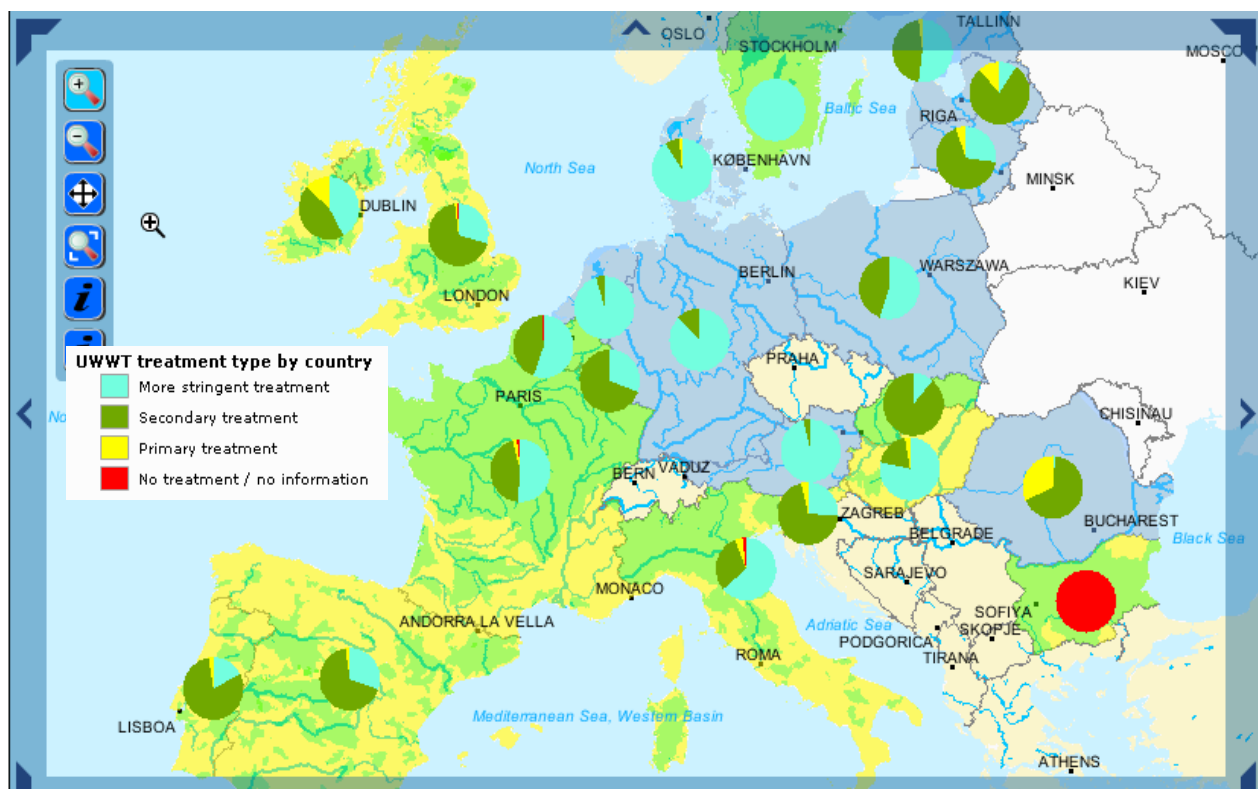 OSLO
STOCKHOLM
TALLINN
MOSCO
Baltic Sea
RIGA
North Sea
KØBENHAVN
MINSK
DUBLIN
BERLIN
WARSZAWA
KIEV
LONDON
UWWT treatment type by country
More stringent treatment
Secondary treatment
Primary treatment
No treatment / no information
PRAHA
PARIS
CHISINAU
No
BERN
VADUZ
ZAGREB
BELGRADE
BUCHAREST
Black Sea
SARAJEVO
MONACO
SOFIYA
ANDORRA LA VELLA
Adriatic Sea
PODGORICA
SKOPJE
ROMA
TIRANA
LISBOA
Mediterranean Sea, Western Basin
ATHENS